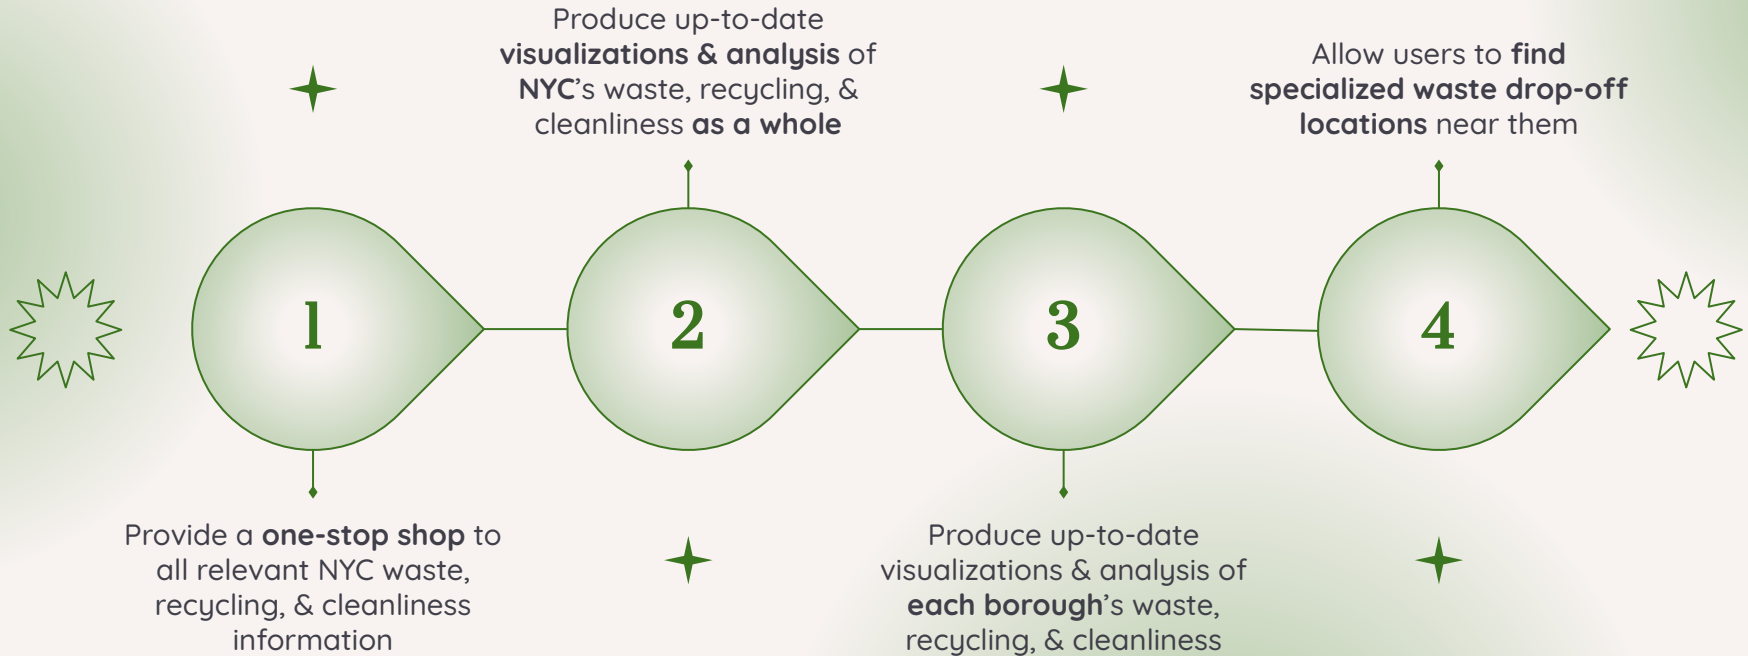 1
Provide a one-stop shop to
all relevant NYC waste,
recycling, & cleanliness
information
Produce up-to-date
visualizations & analysis of
NYC’s waste, recycling, &
cleanliness as a whole
2
3
Produce up-to-date
visualizations & analysis of
each borough’s waste,
recycling, & cleanliness
Allow users to find
specialized waste drop-off
locations near them
4